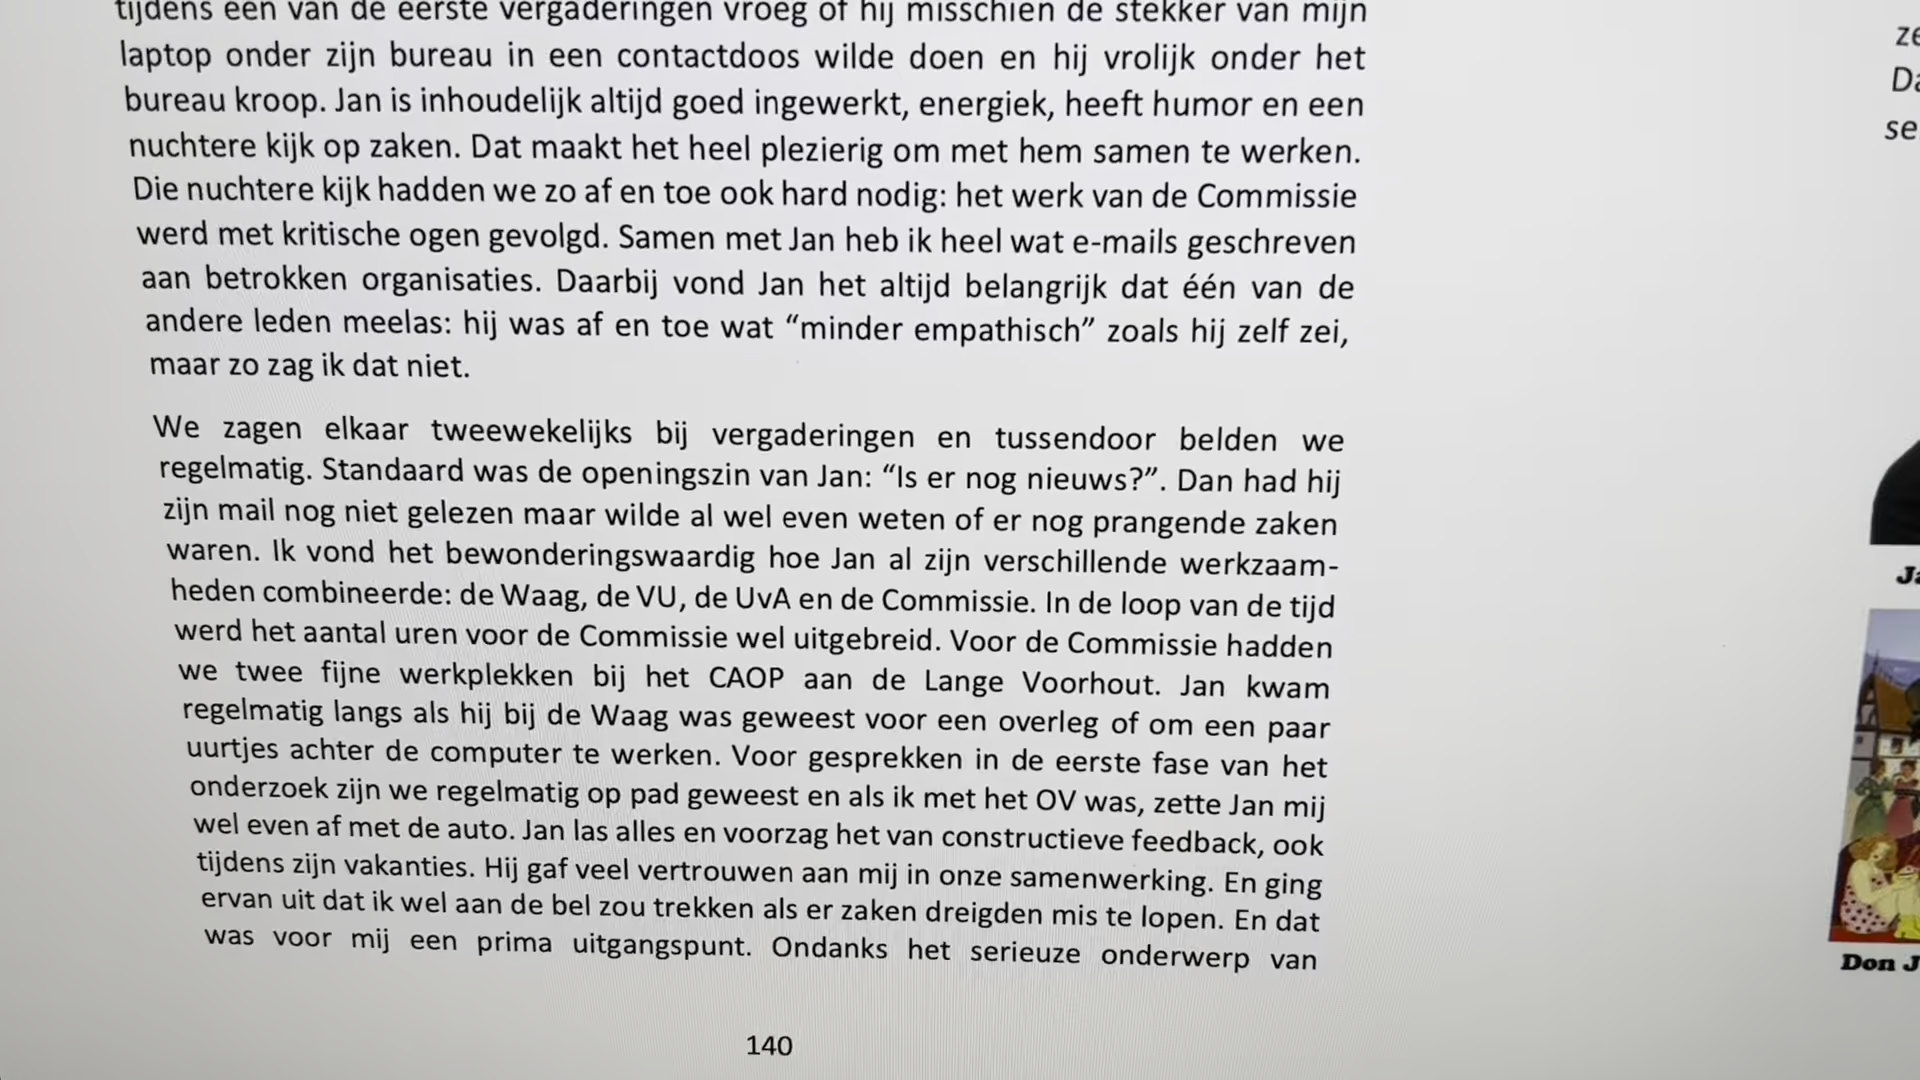 tijdens een van de eerste vergaderingen vroeg of hij misschien de stekker van mijn
laptop onder zijn bureau in een contactdoos wilde doen en hij vrolijk onder het
bureau kroop. Jan is inhoudelijk altijd goed ingewerkt, energiek, heeft humor en een
nuchtere kijk op zaken. Dat maakt het heel plezierig om met hem samen te werken.
Die nuchtere kijk hadden we zo af en toe ook hard nodig: het werk van de Commissie
werd met kritische ogen gevolgd. Samen met Jan heb ik heel wat e-mails geschreven
aan betrokken organisaties. Daarbij vond Jan het altijd belangrijk dat één van de
andere leden meelas: hij was af en toe wat “minder empathisch” zoals hij zelf zei,
maar zo zag ik dat niet.
We zagen elkaar tweewekelijks bij vergaderingen en tussendoor belden we
regelmatig. Standaard was de openingszin van Jan: “Is er nog nieuws?”. Dan had hij
zijn mail nog niet gelezen maar wilde al wel even weten of er nog prangende zaken
waren. Ik vond het bewonderingswaardig hoe Jan al zijn verschillende werkzaam-
heden combineerde: de Waag, de VU, de UvA en de Commissie. In de loop van de tijd
werd het aantal uren voor de Commissie wel uitgebreid. Voor de Commissie hadden
we twee fijne werkplekken bij het CAOP aan de Lange Voorhout. Jan kwam
regelmatig langs als hij bij de Waag was geweest voor een overleg of om een paar
uurtjes achter de computer te werken. Voor gesprekken in de eerste fase van het
onderzoek zijn we regelmatig op pad geweest en als ik met het OV was, zette Jan mij
wel even af met de auto. Jan las alles en voorzag het van constructieve feedback, ook
tijdens zijn vakanties. Hij gaf veel vertrouwen aan mij in onze samenwerking. En ging
ervan uit dat ik wel aan de bel zou trekken als er zaken dreigden mis te lopen. En dat
was voor mij een prima uitgangspunt. Ondanks het serieuze onderwerp van
140
ze
Da
se
Ja
Don J